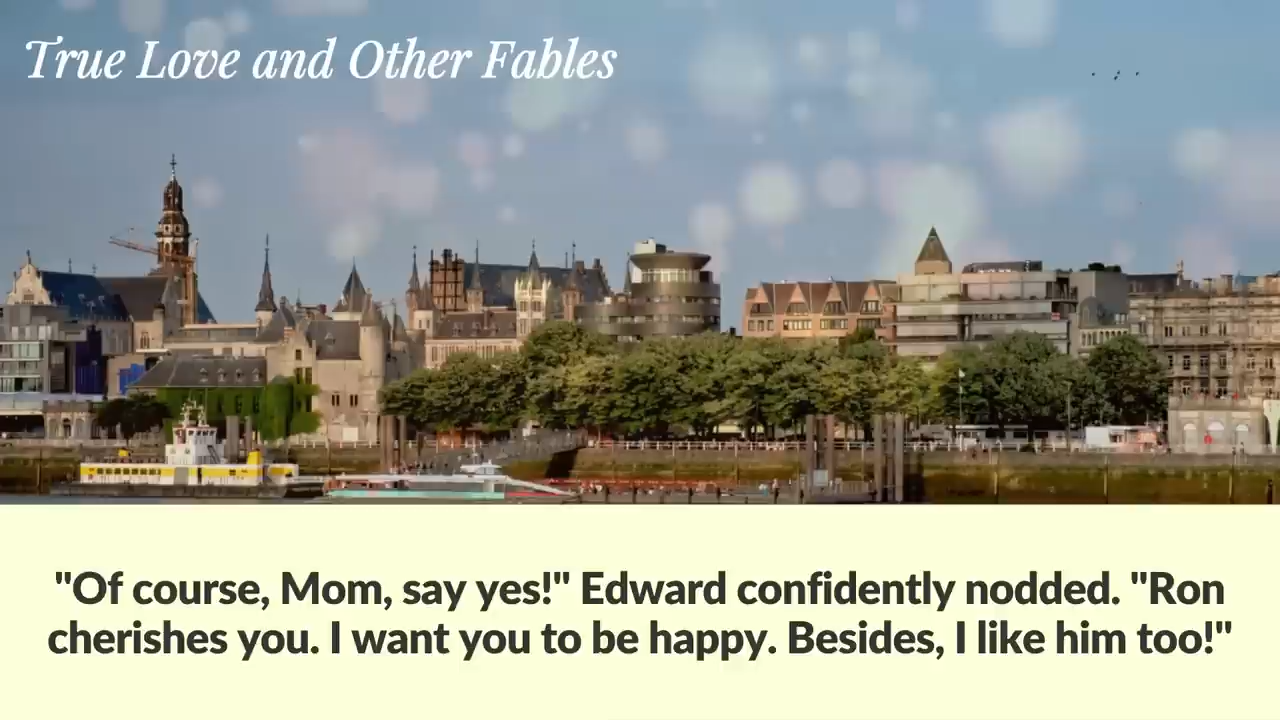 True Love and Other Fables
"Of course, Mom, say yes!" Edward confidently nodded. "Ron
cherishes you. I want you to be happy. Besides, I like him too!"